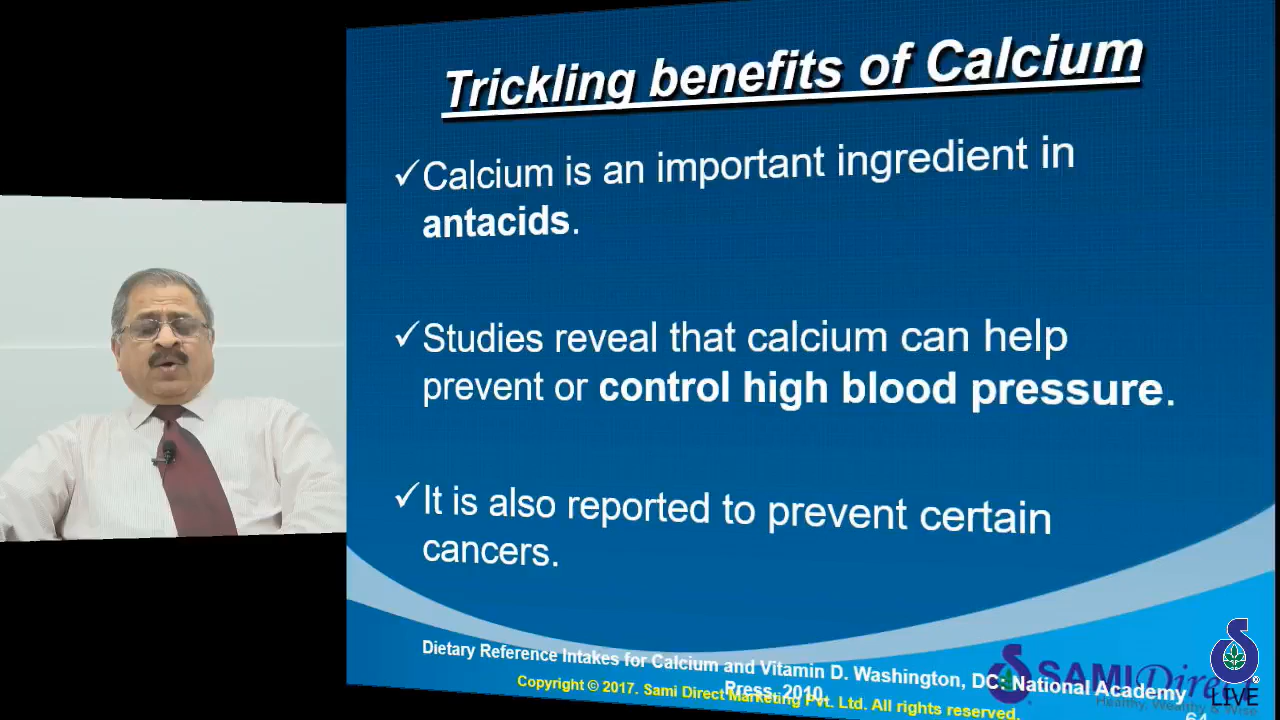 Trickling benefits of Calcium
✓Calcium is an important ingredient in
antacids.
✓Studies reveal that calcium can help
prevent or control high blood pressure.
✓It is also reported to prevent certain
cancers.
Dietary Reference Intakes for Calcium and Vitamin D. Washington, DC: National Academy
Press, 2010.
Copyright © 2017. Sami Direct Marketing Pvt. Ltd. All rights reserved.
SAMI Direct
Healthy, Wealthy & Wise
LIVE